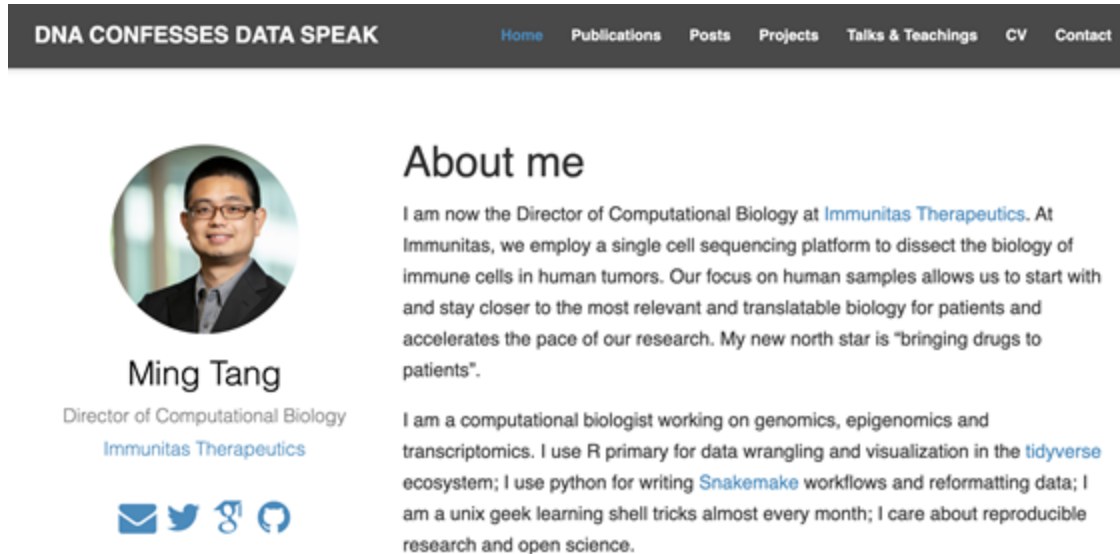 DNA CONFESSES DATA SPEAK
Home Publications Posts Projects Talks & Teachings CV Contact
Ming Tang
Director of Computational Biology
Immunitas Therapeutics
About me
I am now the Director of Computational Biology at Immunitas Therapeutics. At
Immunitas, we employ a single cell sequencing platform to dissect the biology of
immune cells in human tumors. Our focus on human samples allows us to start with
and stay closer to the most relevant and translatable biology for patients and
accelerates the pace of our research. My new north star is “bringing drugs to
patients”.
I am a computational biologist working on genomics, epigenomics and
transcriptomics. I use R primary for data wrangling and visualization in the tidyverse
ecosystem; I use python for writing Snakemake workflows and reformatting data; I
am a unix geek learning shell tricks almost every month; I care about reproducible
research and open science.